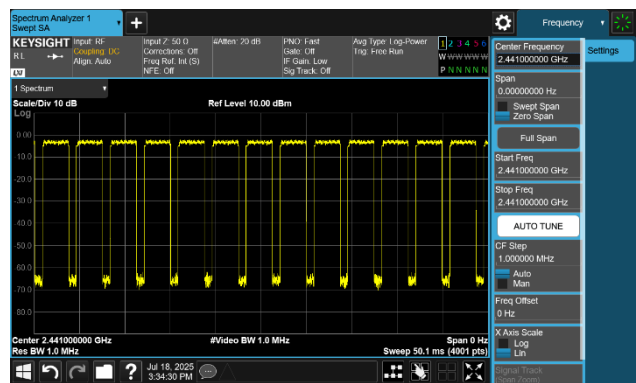 Spectrum Analyzer 1
Swept SA
Frequency
KEYSIGHT
Input: RF
Coupling: DC
Align: Auto
RL
LXI
Input Z: 50 Ω
Corrections: Off
Freq Ref: Int (S)
NFE: Off
#Atten: 20 dB
PNO: Fast
Gate: Off
IF Gain: Low
Sig Track: Off
Avg Type: Log-Power
Trig: Free Run
1 2 3 4 5 6
W W W W W W
P N N N N N
Center Frequency
2.441000000 GHz
Settings
Span
0.00000000 Hz
Swept Span
Zero Span
Full Span
Start Freq
2.441000000 GHz
Stop Freq
2.441000000 GHz
AUTO TUNE
CF Step
1.000000 MHz
Auto
Man
Freq Offset
0 Hz
X Axis Scale
Log
Lin
Signal Track
(Span Zoom)
1 Spectrum
Scale/Div 10 dB
Ref Level 10.00 dBm
Log
0.00
-10.0
-20.0
-30.0
-40.0
-50.0
-60.0
-70.0
-80.0
Center 2.441000000 GHz
#Video BW 1.0 MHz
Span 0 Hz
Res BW 1.0 MHz
Sweep 50.1 ms (4001 pts)
?
Jul 18, 2025
3:34:30 PM